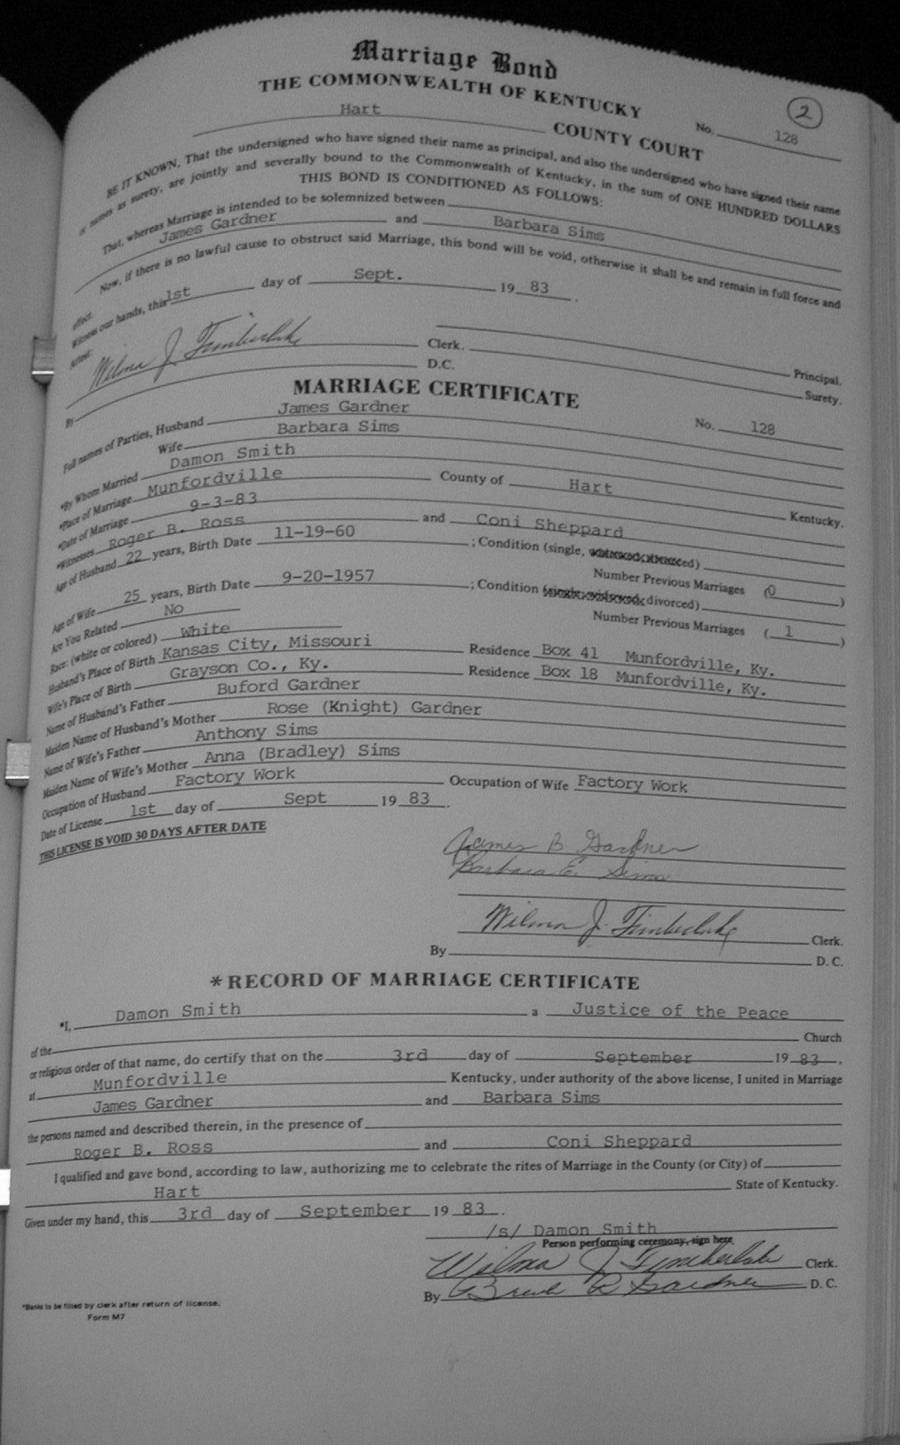 Marriage Bond
THE COMMONWEALTH OF KENTUCKY
2
Hart COUNTY COURT No. 128
BE IT KNOWN, That the undersigned who have signed their name as principal, and also the undersigned who have signed their name
names as surety, are jointly and severally bound to the Commonwealth of Kentucky, in the sum of ONE HUNDRED DOLLARS
THIS BOND IS CONDITIONED AS FOLLOWS:
That, whereas Marriage is intended to be solemnized between
James Gardner and Barbara Sims
Now, if there is no lawful cause to obstruct said Marriage, this bond will be void, otherwise it shall be and remain in full force and
effect.
Witness our hands, this 1st day of Sept. 19 83 .
Attest:
Wilma J Timberlake Clerk. Principal.
By D.C. Surety.
MARRIAGE CERTIFICATE
Full names of Parties, Husband James Gardner No. 128
Wife Barbara Sims
*By Whom Married Damon Smith
*Place of Marriage Munfordville County of Hart Kentucky.
*Date of Marriage 9-3-83
*Witnesses Roger B. Ross and Coni Sheppard
Age of Husband 22 years, Birth Date 11-19-60 ; Condition (single, ed)
Number Previous Marriages (0 )
Age of Wife 25 years, Birth Date 9-20-1957 ; Condition ( divorced)
Number Previous Marriages ( 1 )
Are You Related No
Race: (white or colored) White
Husband's Place of Birth Kansas City, Missouri Residence Box 41 Munfordville, Ky.
Wife's Place of Birth Grayson Co., Ky. Residence Box 18 Munfordville, Ky.
Name of Husband's Father Buford Gardner
Maiden Name of Husband's Mother Rose (Knight) Gardner
Name of Wife's Father Anthony Sims
Maiden Name of Wife's Mother Anna (Bradley) Sims
Occupation of Husband Factory Work Occupation of Wife Factory Work
Date of License 1st day of Sept 19 83 .
THIS LICENSE IS VOID 30 DAYS AFTER DATE
James B Gardner
Barbara E. Sims
Wilma J. Timberlake Clerk.
By D. C.
*RECORD OF MARRIAGE CERTIFICATE
*I, Damon Smith a Justice of the Peace
of the Church
or religious order of that name, do certify that on the 3rd day of September 19 83 .
at Munfordville Kentucky, under authority of the above license, I united in Marriage
James Gardner and Barbara Sims
the persons named and described therein, in the presence of
Roger B. Ross and Coni Sheppard
I qualified and gave bond, according to law, authorizing me to celebrate the rites of Marriage in the County (or City) of
Hart State of Kentucky.
Given under my hand, this 3rd day of September 19 83 .
/s/ Damon Smith
Person performing ceremony, sign here
Wilma J Timberlake Clerk.
By Gardner D. C.
*Banks to be filled by clerk after return of license.
Form M7